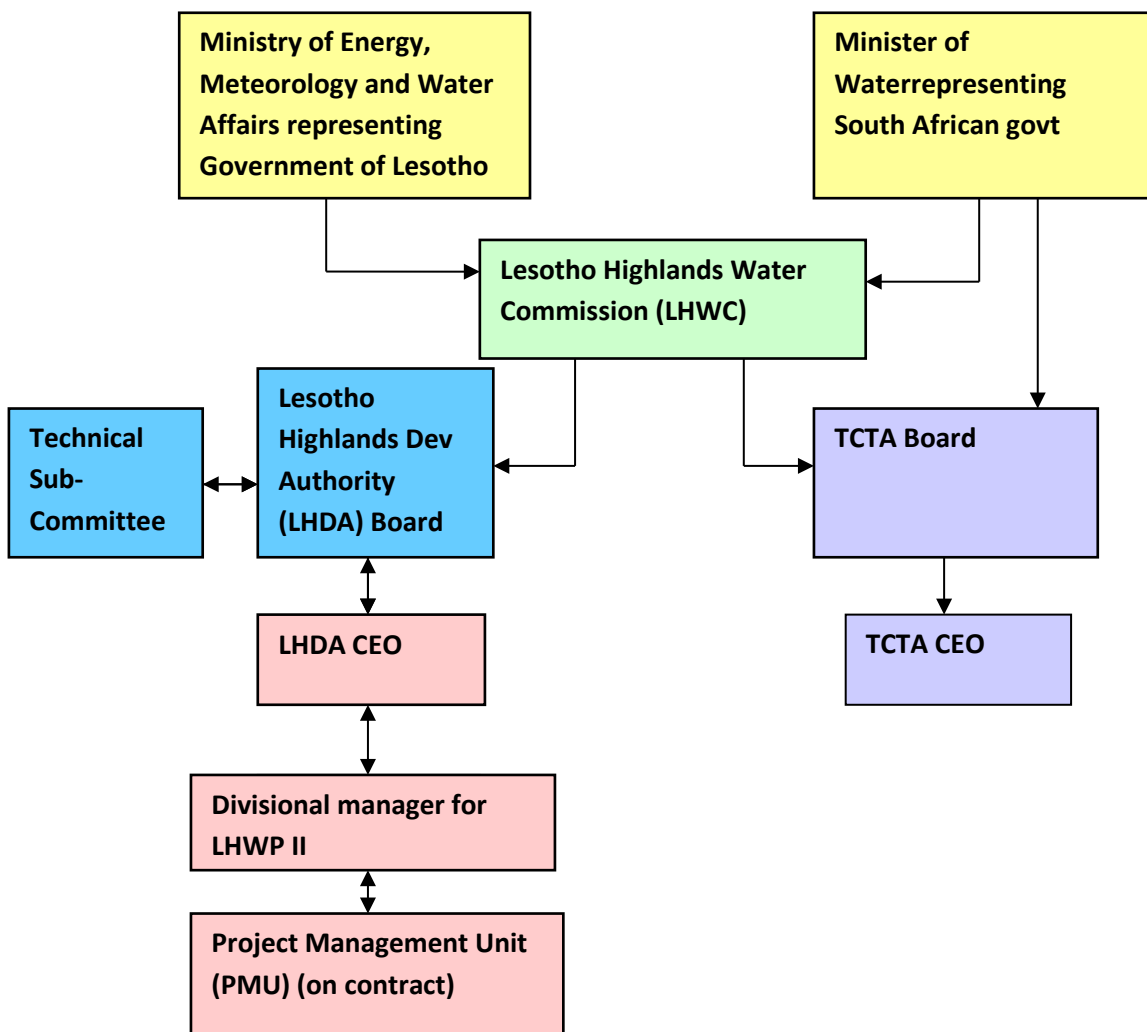 Ministry of Energy,
Meteorology and Water
Affairs representing
Government of Lesotho
Minister of
Waterrepresenting
South African govt
Lesotho Highlands Water
Commission (LHWC)
Technical
Sub-
Committee
Lesotho
Highlands Dev
Authority
(LHDA) Board
TCTA Board
LHDA CEO
TCTA CEO
Divisional manager for
LHWP II
Project Management Unit
(PMU) (on contract)